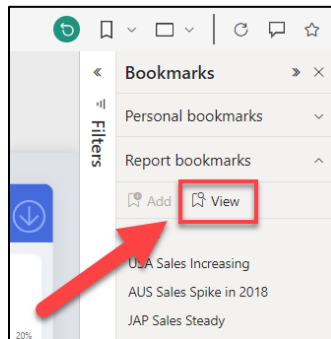 Bookmarks
Filters
Personal bookmarks
Report bookmarks
Add View
USA Sales Increasing
AUS Sales Spike in 2018
JAP Sales Steady
20%